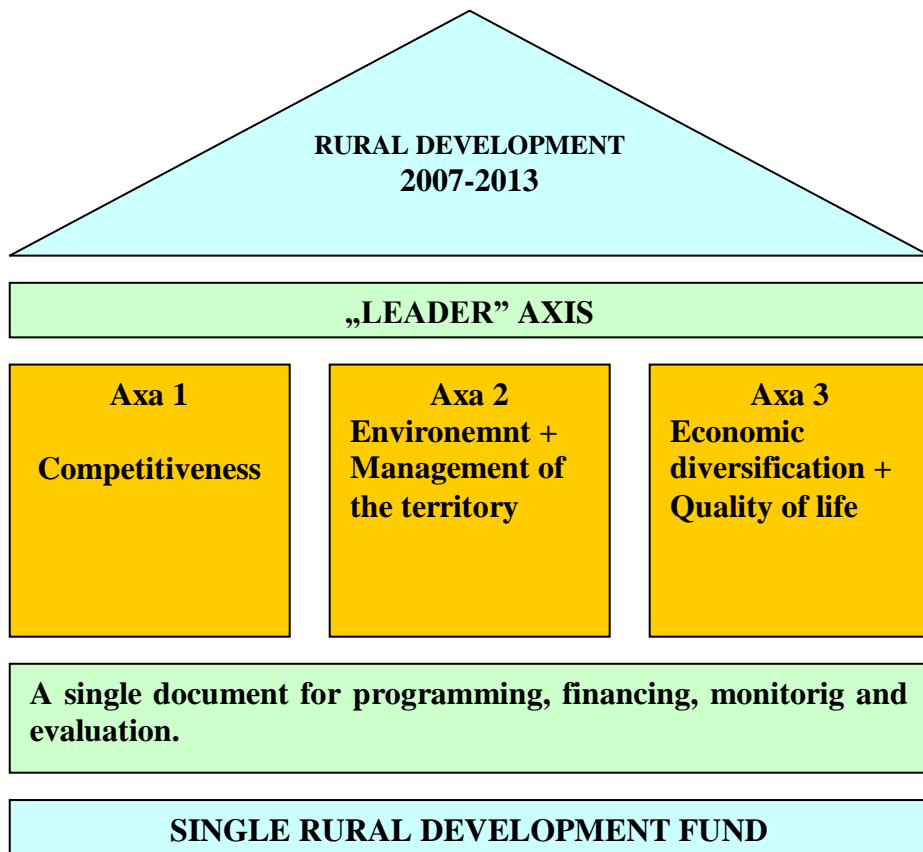 RURAL DEVELOPMENT
2007-2013
„LEADER” AXIS
Axa 1
Competitiveness
Axa 2
Environemnt +
Management of
the territory
Axa 3
Economic
diversification +
Quality of life
A single document for programming, financing, monitorig and
evaluation.
SINGLE RURAL DEVELOPMENT FUND